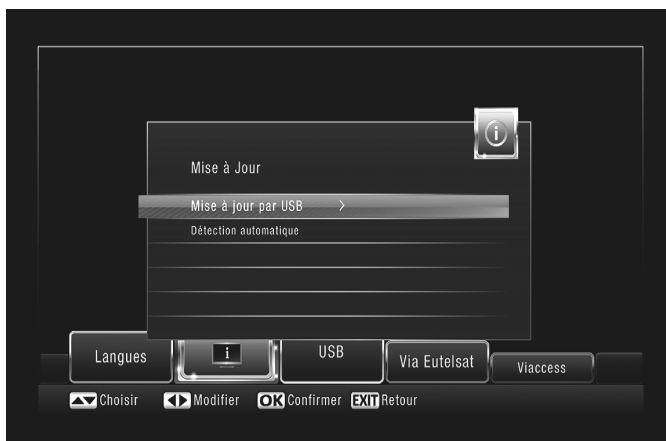 Mise à Jour
Mise à jour par USB >
Détection automatique
Langues
i
USB
Via Eutelsat
Viaccess
Choisir Modifier OK Confirmer EXIT Retour